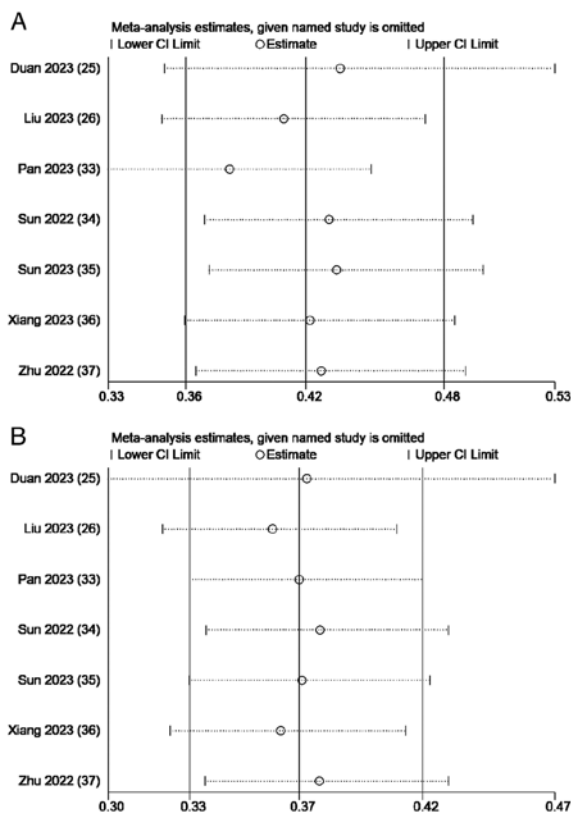 A
Meta-analysis estimates, given named study is omitted
| Lower CI Limit ○ Estimate | Upper CI Limit
Duan 2023 (25)
Liu 2023 (26)
Pan 2023 (33)
Sun 2022 (34)
Sun 2023 (35)
Xiang 2023 (36)
Zhu 2022 (37)
0.33 0.36 0.42 0.48 0.53
B
Meta-analysis estimates, given named study is omitted
| Lower CI Limit ○ Estimate | Upper CI Limit
Duan 2023 (25)
Liu 2023 (26)
Pan 2023 (33)
Sun 2022 (34)
Sun 2023 (35)
Xiang 2023 (36)
Zhu 2022 (37)
0.30 0.33 0.37 0.42 0.47